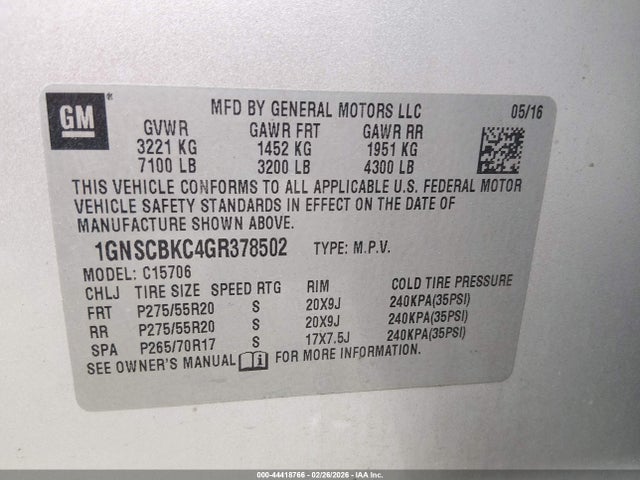 GM
MFD BY GENERAL MOTORS LLC 05/16
GVWR GAWR FRT GAWR RR
3221 KG 1452 KG 1951 KG
7100 LB 3200 LB 4300 LB
THIS VEHICLE CONFORMS TO ALL APPLICABLE U.S. FEDERAL MOTOR
VEHICLE SAFETY STANDARDS IN EFFECT ON THE DATE OF
MANUFACTURE SHOWN ABOVE.
1GNSCBKC4GR378502 TYPE: M.P.V.
MODEL: C15706
CHLJ TIRE SIZE SPEED RTG RIM COLD TIRE PRESSURE
FRT P275/55R20 S 20X9J 240KPA(35PSI)
RR P275/55R20 S 20X9J 240KPA(35PSI)
SPA P265/70R17 S 17X7.5J 240KPA(35PSI)
SEE OWNER'S MANUAL FOR MORE INFORMATION.
000-44418766 - 02/26/2026 - IAA Inc.